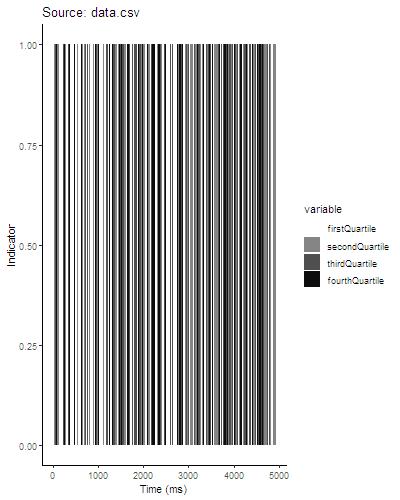 Source: data.csv
1.00
0.75
0.50
0.25
0.00
Indicator
0 1000 2000 3000 4000 5000
Time (ms)
variable
firstQuartile
secondQuartile
thirdQuartile
fourthQuartile